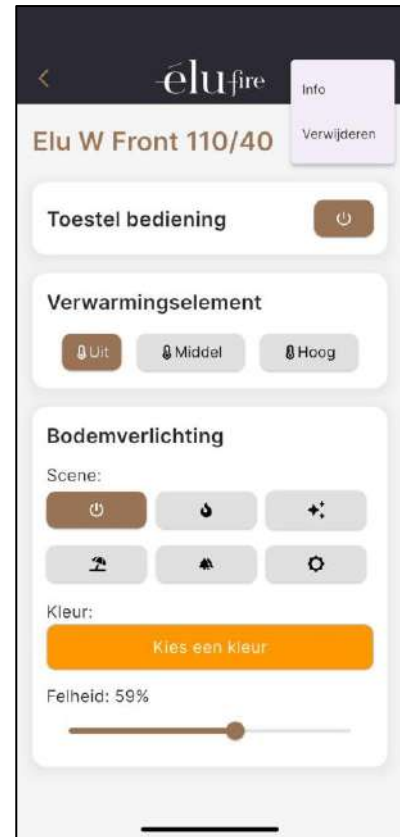 élufire
Info
Verwijderen
Elu W Front 110/40
Toestel bediening
Verwarmingselement
Uit
Middel
Hoog
Bodemverlichting
Scene:
Kleur:
Kies een kleur
Felheid: 59%